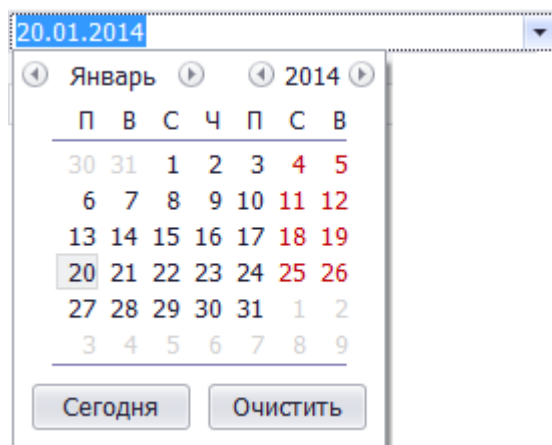 20.01.2014
Январь 2014
П В С Ч П С В
30 31 1 2 3 4 5
6 7 8 9 10 11 12
13 14 15 16 17 18 19
20 21 22 23 24 25 26
27 28 29 30 31 1 2
3 4 5 6 7 8 9
Сегодня Очистить